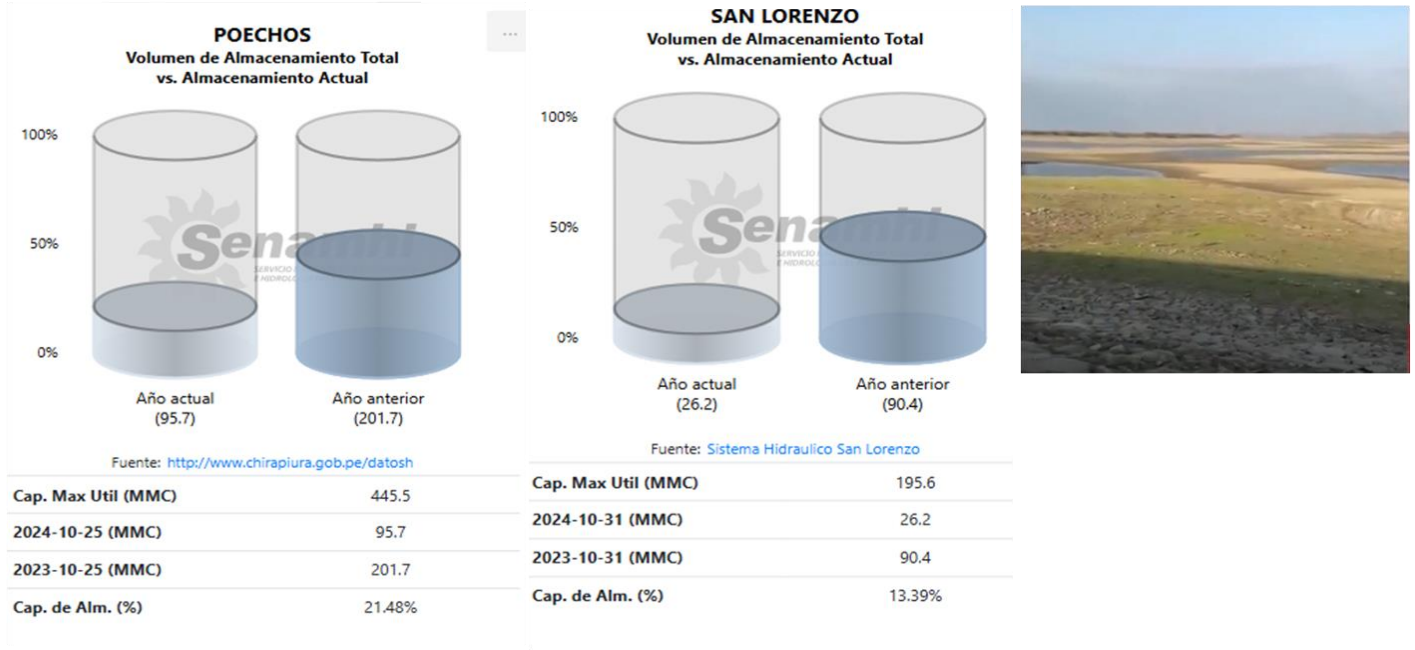 POECHOS
Volumen de Almacenamiento Total
vs. Almacenamiento Actual
100%
50%
0%
Senamhi
Año actual
(95.7)
Año anterior
(201.7)
Fuente: http://www.chirapiura.gob.pe/datosh
Cap. Max Util (MMC) 445.5
2024-10-25 (MMC) 95.7
2023-10-25 (MMC) 201.7
Cap. de Alm. (%) 21.48%
SAN LORENZO
Volumen de Almacenamiento Total
vs. Almacenamiento Actual
100%
50%
0%
Senamhi
Año actual
(26.2)
Año anterior
(90.4)
Fuente: Sistema Hidraulico San Lorenzo
Cap. Max Util (MMC) 195.6
2024-10-31 (MMC) 26.2
2023-10-31 (MMC) 90.4
Cap. de Alm. (%) 13.39%